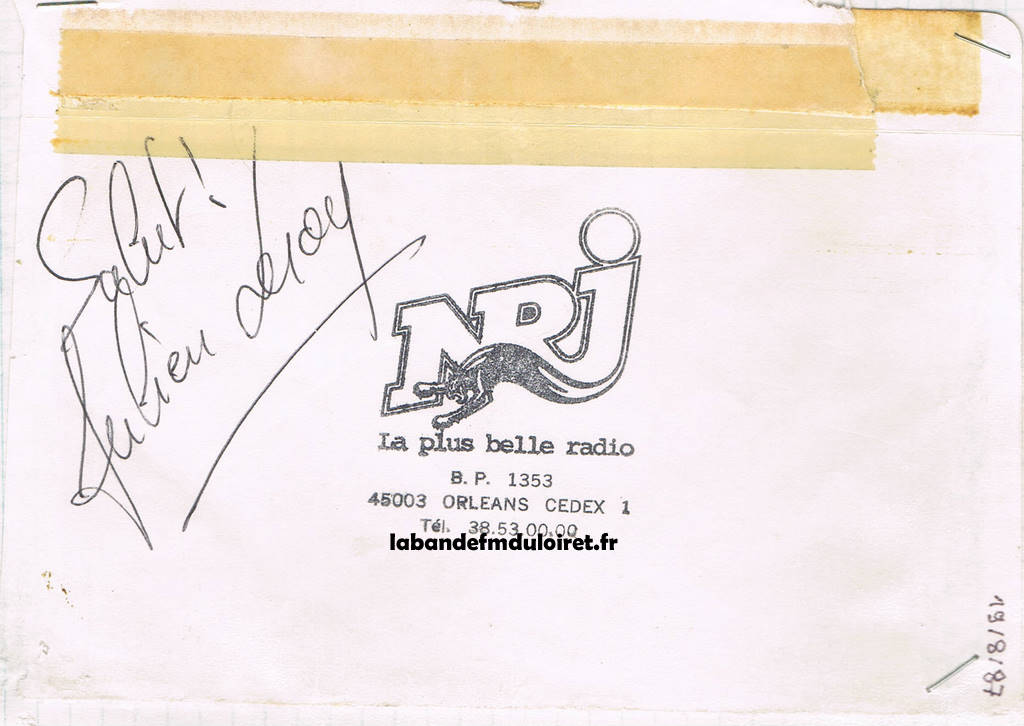 Salut!
Julien Leroy
NRJ
La plus belle radio
B. P. 1353
45003 ORLEANS CEDEX 1
Tél. 38.53.00.00
labandefmduloiret.fr
19/8/87